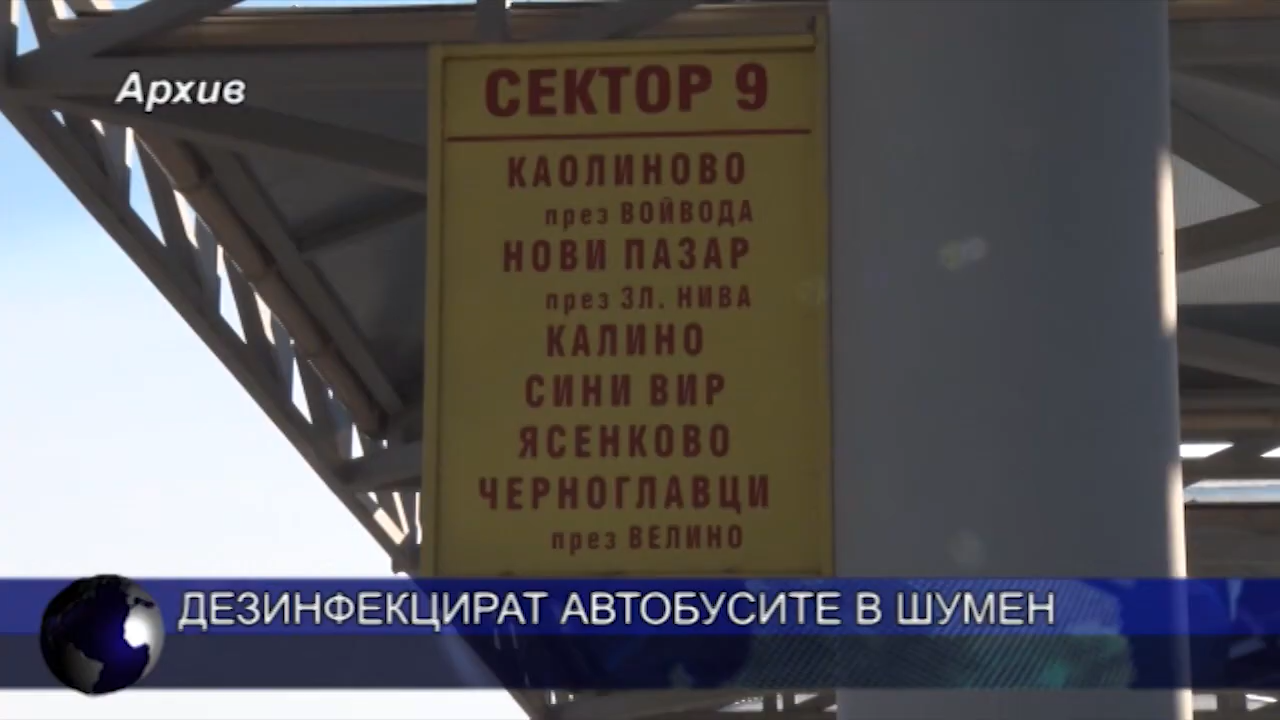 Архив
СЕКТОР 9
КАОЛИНОВО
през ВОЙВОДА
НОВИ ПАЗАР
през ЗЛ. НИВА
КАЛИНО
СИНИ ВИР
ЯСЕНКОВО
ЧЕРНОГЛАВЦИ
през ВЕЛИНО
ДЕЗИНФЕКЦИРАТ АВТОБУСИТЕ В ШУМЕН